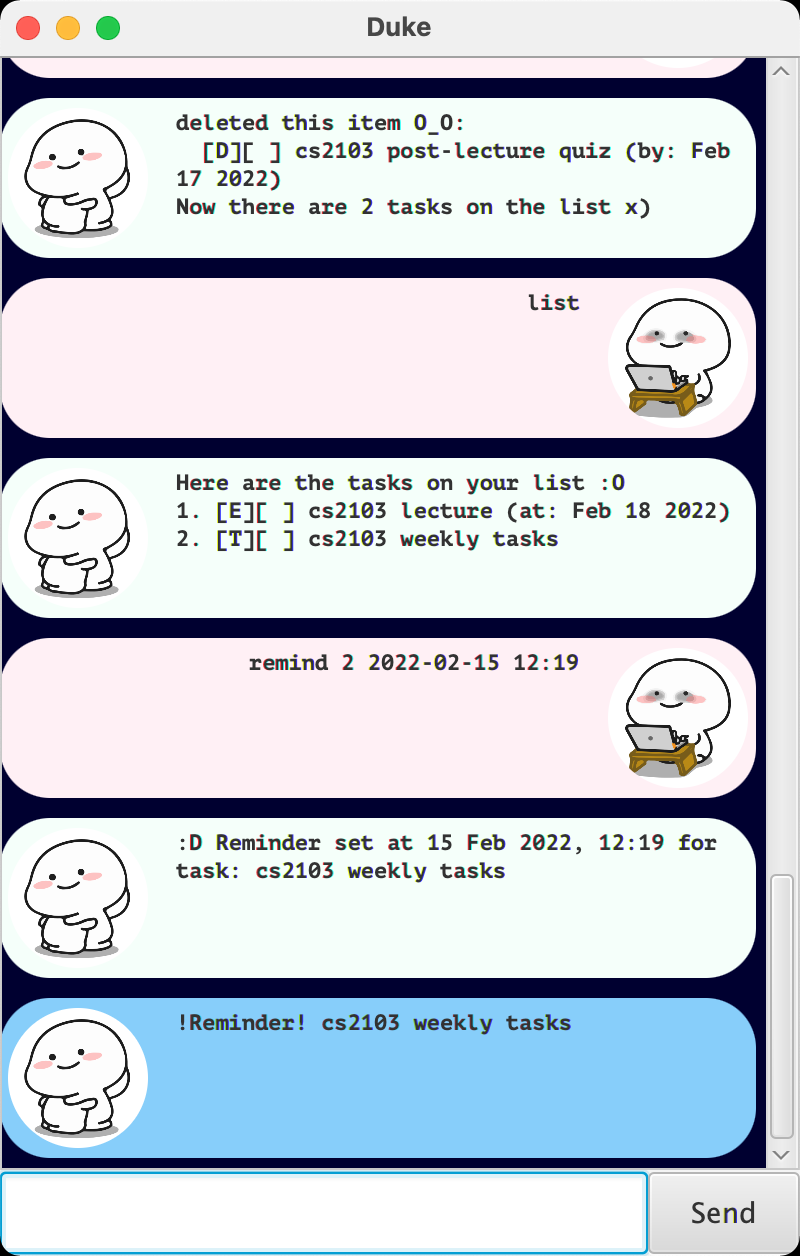 Duke
deleted this item O_O:
  [D][ ] cs2103 post-lecture quiz (by: Feb
17 2022)
Now there are 2 tasks on the list x)
list
Here are the tasks on your list :O
1. [E][ ] cs2103 lecture (at: Feb 18 2022)
2. [T][ ] cs2103 weekly tasks
remind 2 2022-02-15 12:19
:D Reminder set at 15 Feb 2022, 12:19 for
task: cs2103 weekly tasks
!Reminder! cs2103 weekly tasks
Send